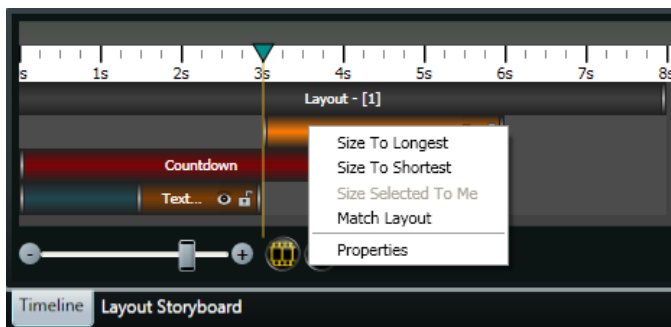 s 1s 2s 3s 4s 5s 6s 7s 8s
Layout - [1]
Size To Longest
Countdown
Size To Shortest
Text...
Size Selected To Me
Match Layout
Properties
Timeline Layout Storyboard